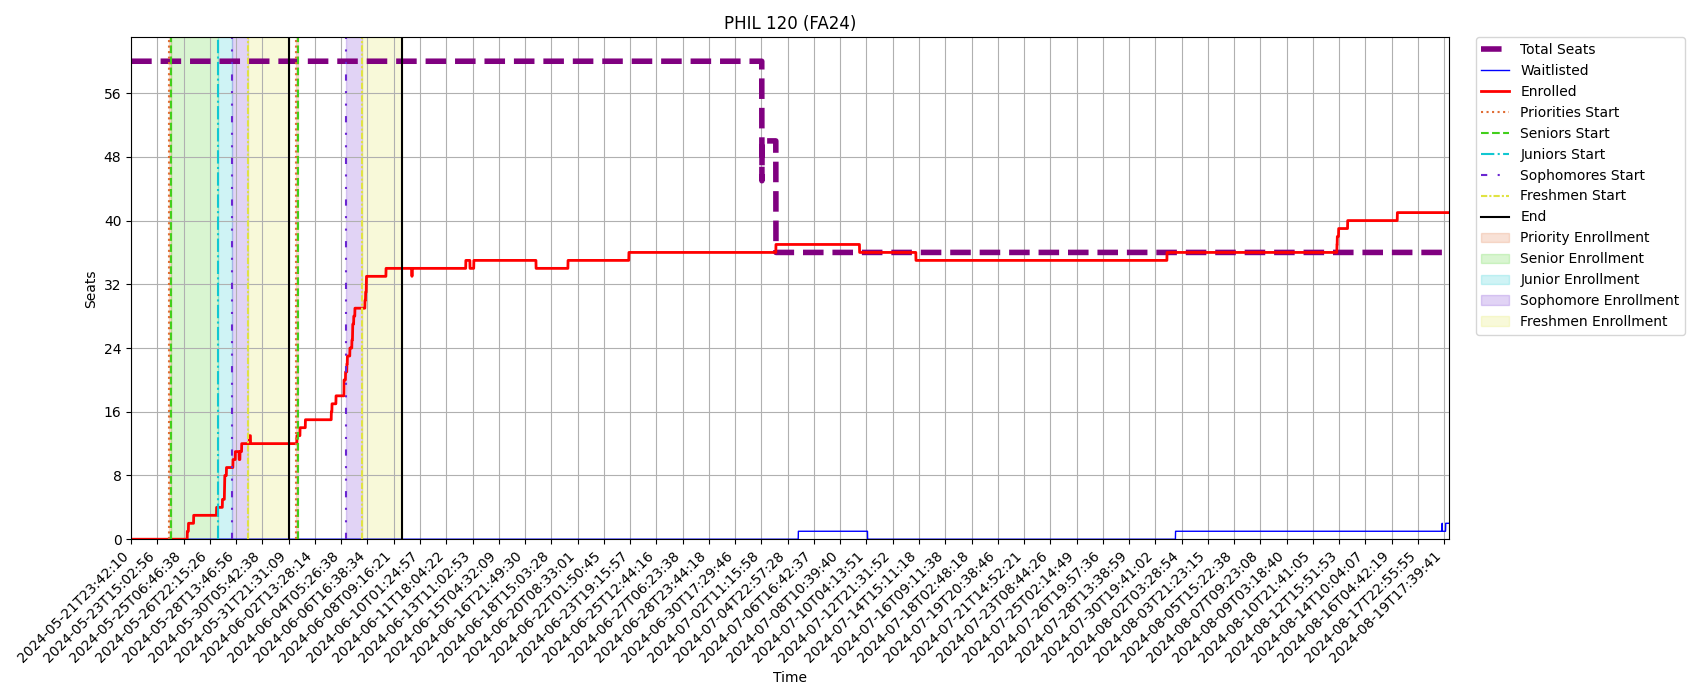 PHIL 120 (FA24)
Seats
56
48
40
32
24
16
8
0
2024-05-21T23:42:10
2024-05-23T15:02:56
2024-05-25T06:46:38
2024-05-26T22:15:26
2024-05-28T13:46:56
2024-05-30T05:42:38
2024-05-31T21:31:09
2024-06-02T13:28:14
2024-06-04T05:26:38
2024-06-06T16:38:34
2024-06-08T09:16:21
2024-06-10T01:24:57
2024-06-11T18:04:22
2024-06-13T11:02:53
2024-06-15T04:32:09
2024-06-16T21:49:30
2024-06-18T15:03:28
2024-06-20T08:33:01
2024-06-22T01:50:45
2024-06-23T19:15:57
2024-06-25T12:44:16
2024-06-27T06:23:38
2024-06-28T23:44:18
2024-06-30T17:29:46
2024-07-02T11:15:58
2024-07-04T22:57:28
2024-07-06T16:42:37
2024-07-08T10:39:40
2024-07-10T04:13:51
2024-07-12T21:31:52
2024-07-14T15:11:18
2024-07-16T09:11:38
2024-07-18T02:48:18
2024-07-19T20:38:46
2024-07-21T14:52:21
2024-07-23T08:44:26
2024-07-25T02:14:49
2024-07-26T19:57:36
2024-07-28T13:38:59
2024-07-30T19:41:02
2024-08-02T03:28:54
2024-08-03T21:23:15
2024-08-05T15:22:38
2024-08-07T09:23:08
2024-08-09T03:18:40
2024-08-10T21:41:05
2024-08-12T15:51:53
2024-08-14T10:04:07
2024-08-16T04:42:19
2024-08-17T22:55:55
2024-08-19T17:39:41
Time
Total Seats
Waitlisted
Enrolled
Priorities Start
Seniors Start
Juniors Start
Sophomores Start
Freshmen Start
End
Priority Enrollment
Senior Enrollment
Junior Enrollment
Sophomore Enrollment
Freshmen Enrollment